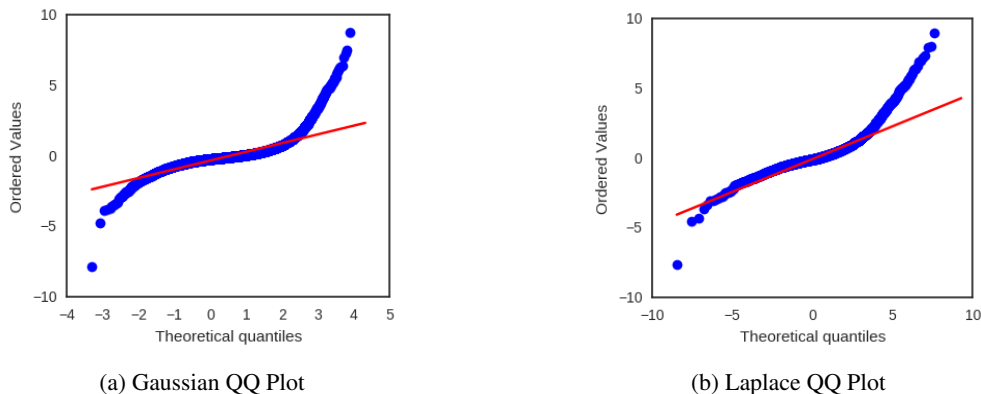 10
5
0
−5
−10
Ordered Values
−4 −3 −2 −1 0 1 2 3 4 5
Theoretical quantiles
(a) Gaussian QQ Plot
10
5
0
−5
−10
Ordered Values
−10 −5 0 5 10
Theoretical quantiles
(b) Laplace QQ Plot